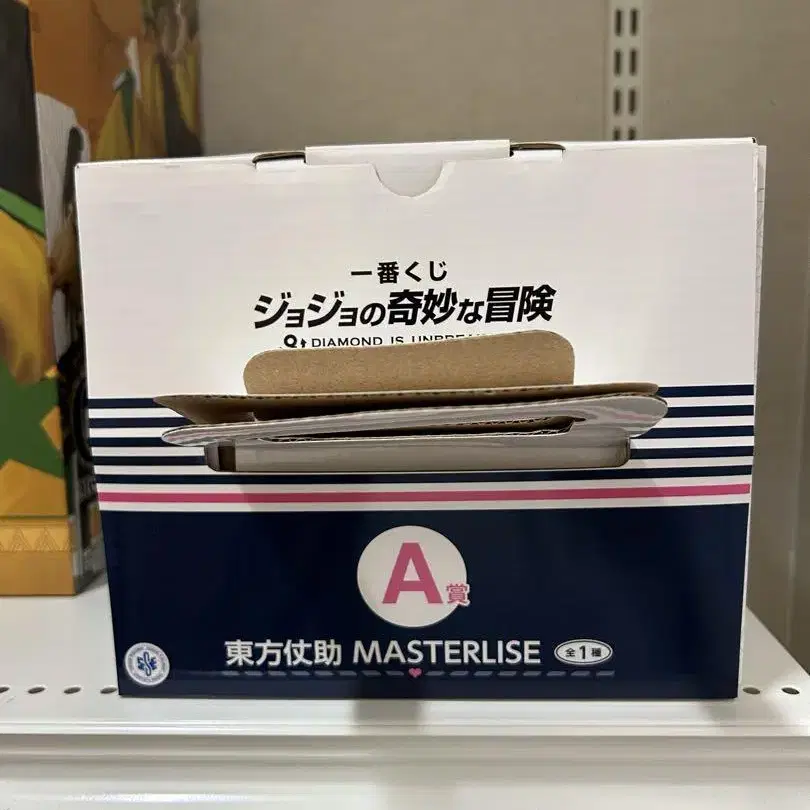 一番くじ
ジョジョの奇妙な冒険
DIAMOND IS
A賞
東方仗助 MASTERLISE 全1種